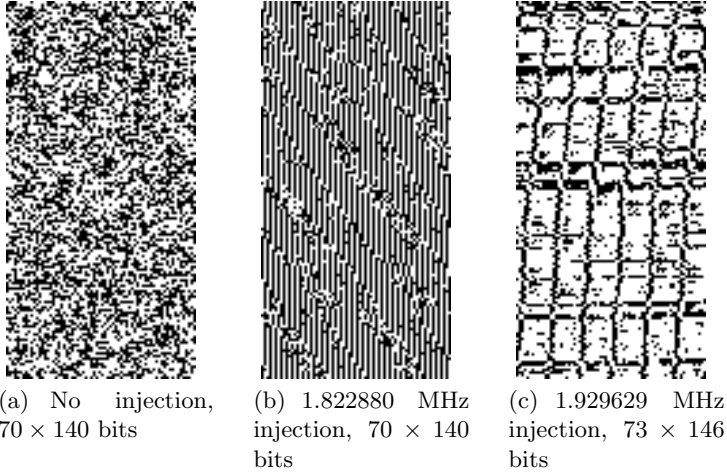 (a) No injection,
70 × 140 bits
(b) 1.822880 MHz
injection, 70 × 140
bits
(c) 1.929629 MHz
injection, 73 × 146
bits